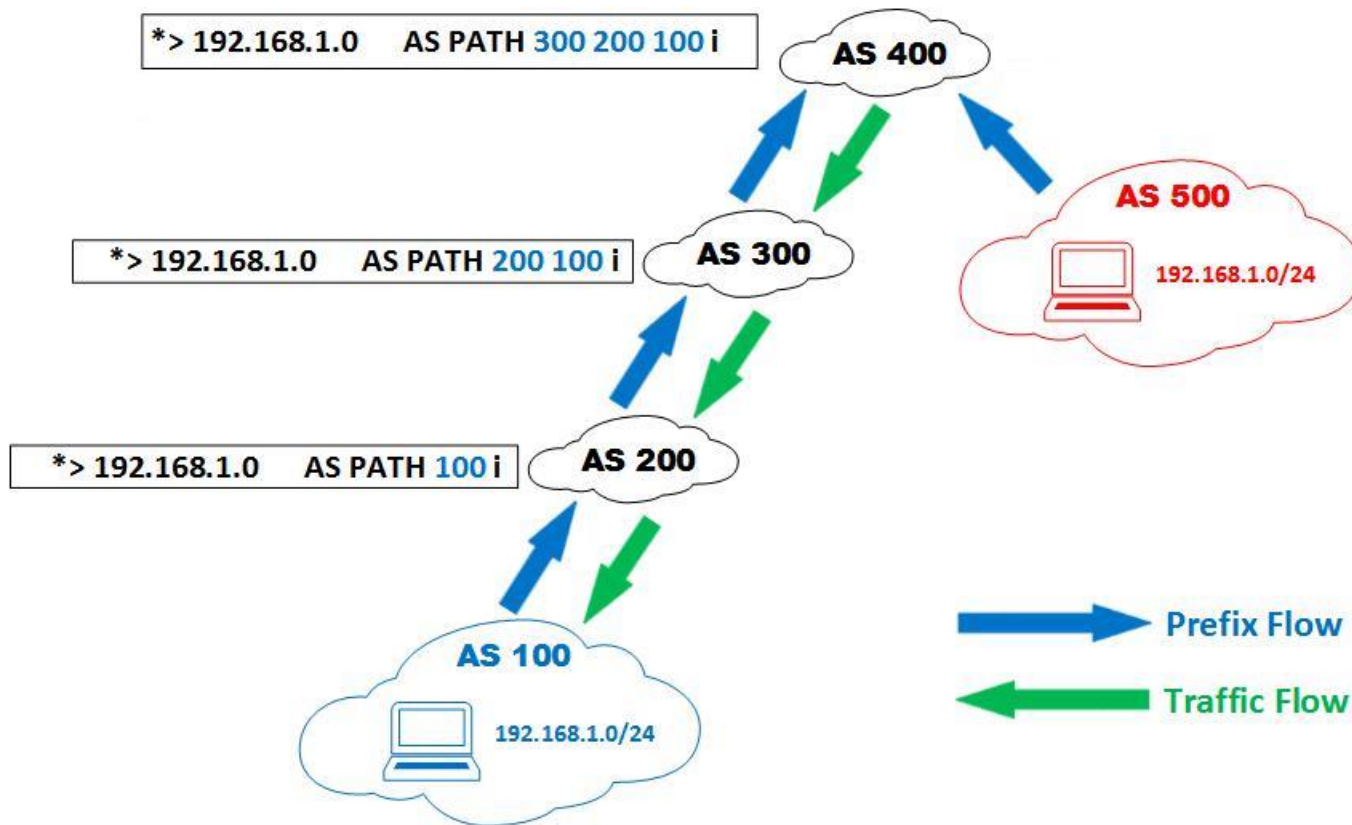 *> 192.168.1.0 AS PATH 300 200 100 i
AS 400
AS 500
192.168.1.0/24
*> 192.168.1.0 AS PATH 200 100 i
AS 300
*> 192.168.1.0 AS PATH 100 i
AS 200
AS 100
192.168.1.0/24
Prefix Flow
Traffic Flow